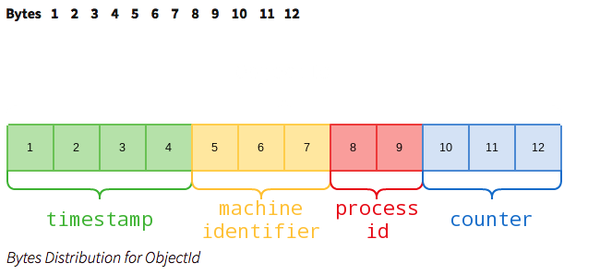 Bytes 1 2 3 4 5 6 7 8 9 10 11 12
1 2 3 4 5 6 7 8 9 10 11 12
timestamp machine identifier process id counter
Bytes Distribution for ObjectId